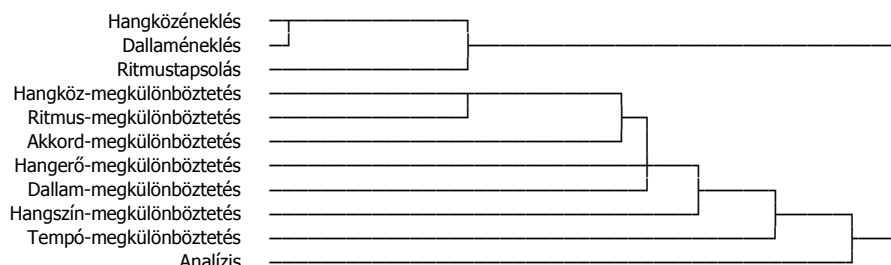 Hangközéneklés
Dallaméneklés
Ritmustapsolás
Hangköz-megkülönböztetés
Ritmus-megkülönböztetés
Akkord-megkülönböztetés
Hangerő-megkülönböztetés
Dallam-megkülönböztetés
Hangszín-megkülönböztetés
Tempó-megkülönböztetés
Analízis